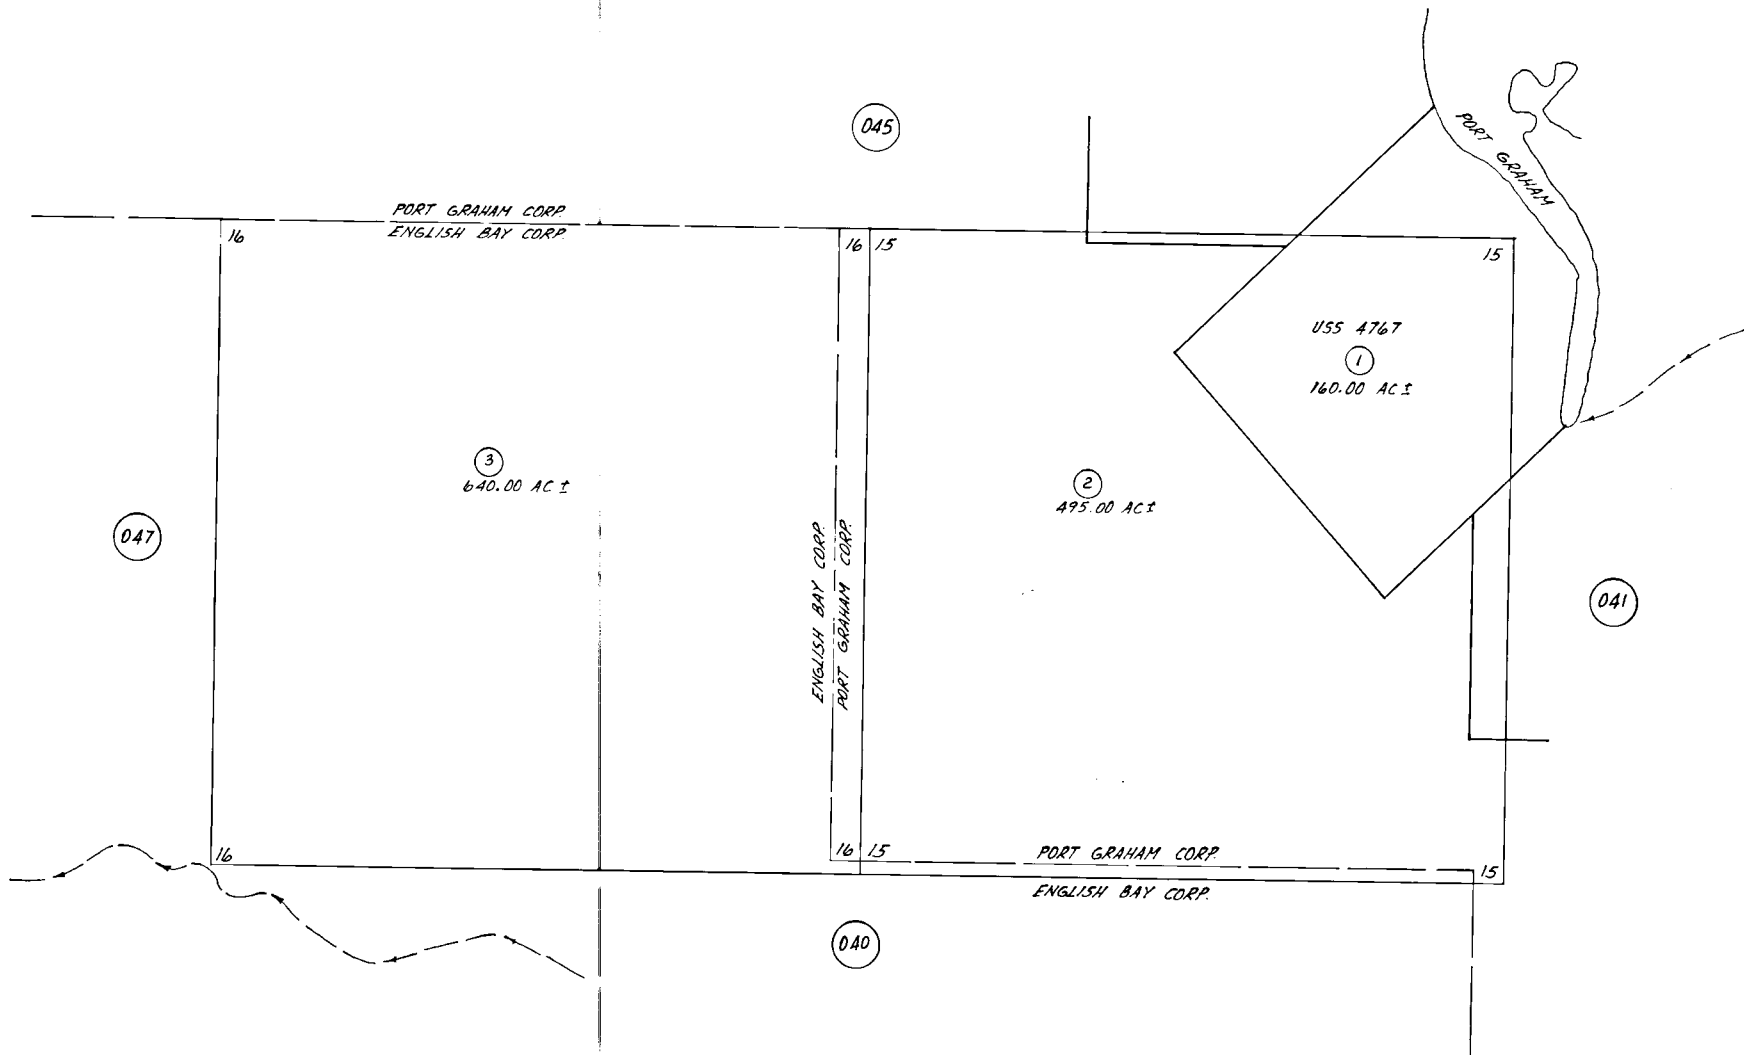 045
PORT GRAHAM
PORT GRAHAM CORP.
ENGLISH BAY CORP.
16
16
15
15
USS 4767
1
160.00 AC ±
3
640.00 AC ±
2
495.00 AC ±
047
ENGLISH BAY CORP.
PORT GRAHAM CORP.
041
16
16
15
PORT GRAHAM CORP.
15
ENGLISH BAY CORP.
040